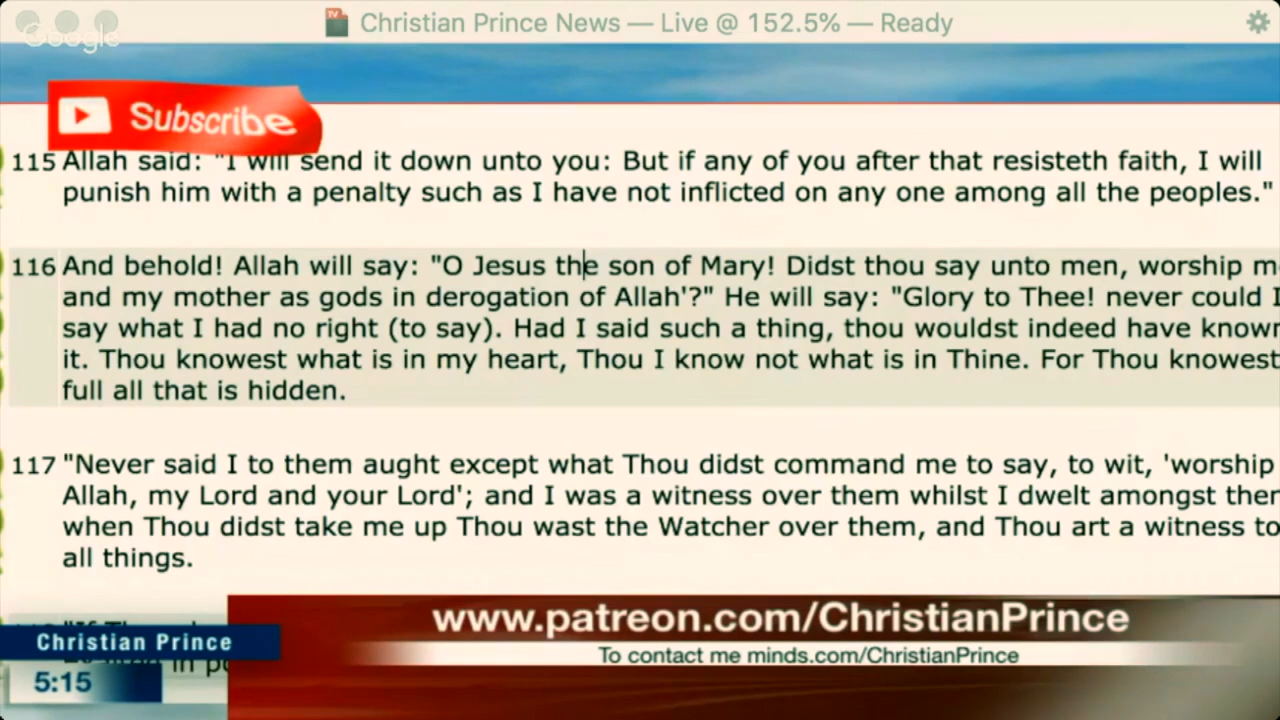 Christian Prince News — Live @ 152.5% — Ready
Google
Subscribe
115 Allah said: "I will send it down unto you: But if any of you after that resisteth faith, I will
punish him with a penalty such as I have not inflicted on any one among all the peoples."
116 And behold! Allah will say: "O Jesus the son of Mary! Didst thou say unto men, worship m
and my mother as gods in derogation of Allah'?" He will say: "Glory to Thee! never could I
say what I had no right (to say). Had I said such a thing, thou wouldst indeed have known
it. Thou knowest what is in my heart, Thou I know not what is in Thine. For Thou knowest
full all that is hidden.
117 "Never said I to them aught except what Thou didst command me to say, to wit, 'worship
Allah, my Lord and your Lord'; and I was a witness over them whilst I dwelt amongst them
when Thou didst take me up Thou wast the Watcher over them, and Thou art a witness to
all things.
www.patreon.com/ChristianPrince
Christian Prince
To contact me minds.com/ChristianPrince
in po
5:15